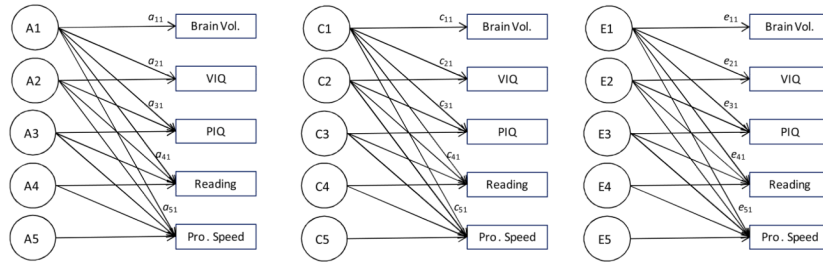 A1 a₁₁ Brain Vol. C1 c₁₁ Brain Vol. E1 e₁₁ Brain Vol.
A2 a₂₁ VIQ C2 c₂₁ VIQ E2 e₂₁ VIQ
A3 a₃₁ PIQ C3 c₃₁ PIQ E3 e₃₁ PIQ
A4 a₄₁ Reading C4 c₄₁ Reading E4 e₄₁ Reading
A5 a₅₁ Pro. Speed C5 c₅₁ Pro. Speed E5 e₅₁ Pro. Speed